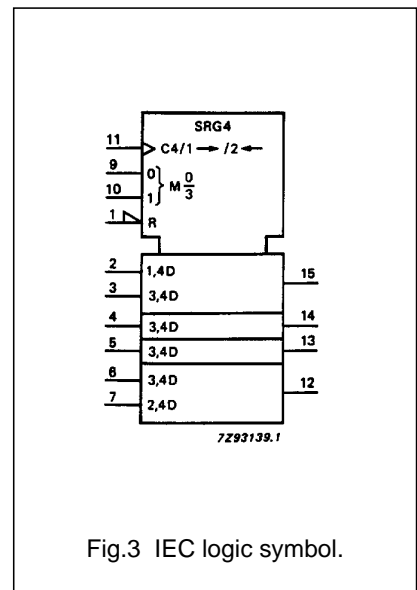 SRG4
11 C4/1 → /2 ←
9 0
10 1 } M 0/3
1 R
2 1,4D 15
3 3,4D
4 3,4D 14
5 3,4D 13
6 3,4D 12
7 2,4D
7Z93139.1
Fig.3 IEC logic symbol.